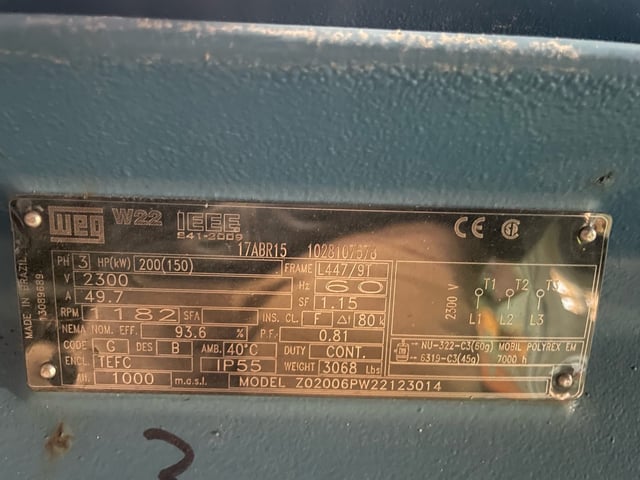 WEG W22 IEEE 841-2009 CE
17ABR15
PH 3 HP(kW) 200(150) FRAME L447/9T
V 2300 Hz 60
A 49.7 SF 1.15
RPM 1182 SFA INS. CL. F Δt 80 k
NEMA NOM. EFF. 93.6 % P.F. 0.81
CODE G DES B AMB. 40°C DUTY CONT.
ENCL TEFC IP55 WEIGHT 3068 Lbs
1000 m.a.s.l. MODEL
2300 V
T1 T2 T3
L1 L2 L3
NU-322-C3(60g) MOBIL POLYREX EM
6319-C3(45g) 7000 h
MADE IN BRAZIL
2